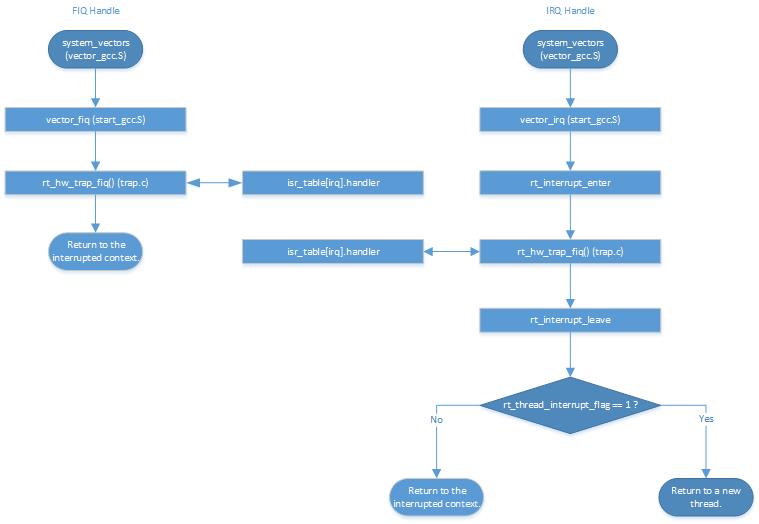 FIQ Handle
system_vectors
(vector_gcc.S)
vector_fiq (start_gcc.S)
rt_hw_trap_fiq() (trap.c)
isr_table[irq].handler
Return to the
interrupted context.
IRQ Handle
system_vectors
(vector_gcc.S)
vector_irq (start_gcc.S)
rt_interrupt_enter
isr_table[irq].handler
rt_hw_trap_fiq() (trap.c)
rt_interrupt_leave
rt_thread_interrupt_flag == 1 ?
No
Yes
Return to the
interrupted context.
Return to a new
thread.